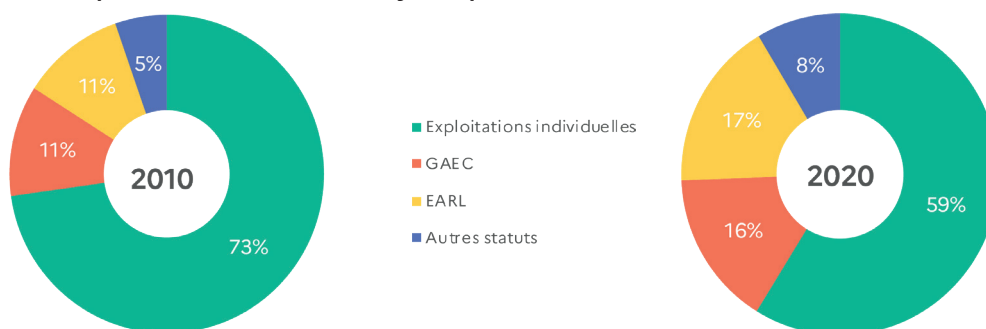 5%
11%
11%
2010
73%
Exploitations individuelles
GAEC
EARL
Autres statuts
8%
17%
2020
16%
59%